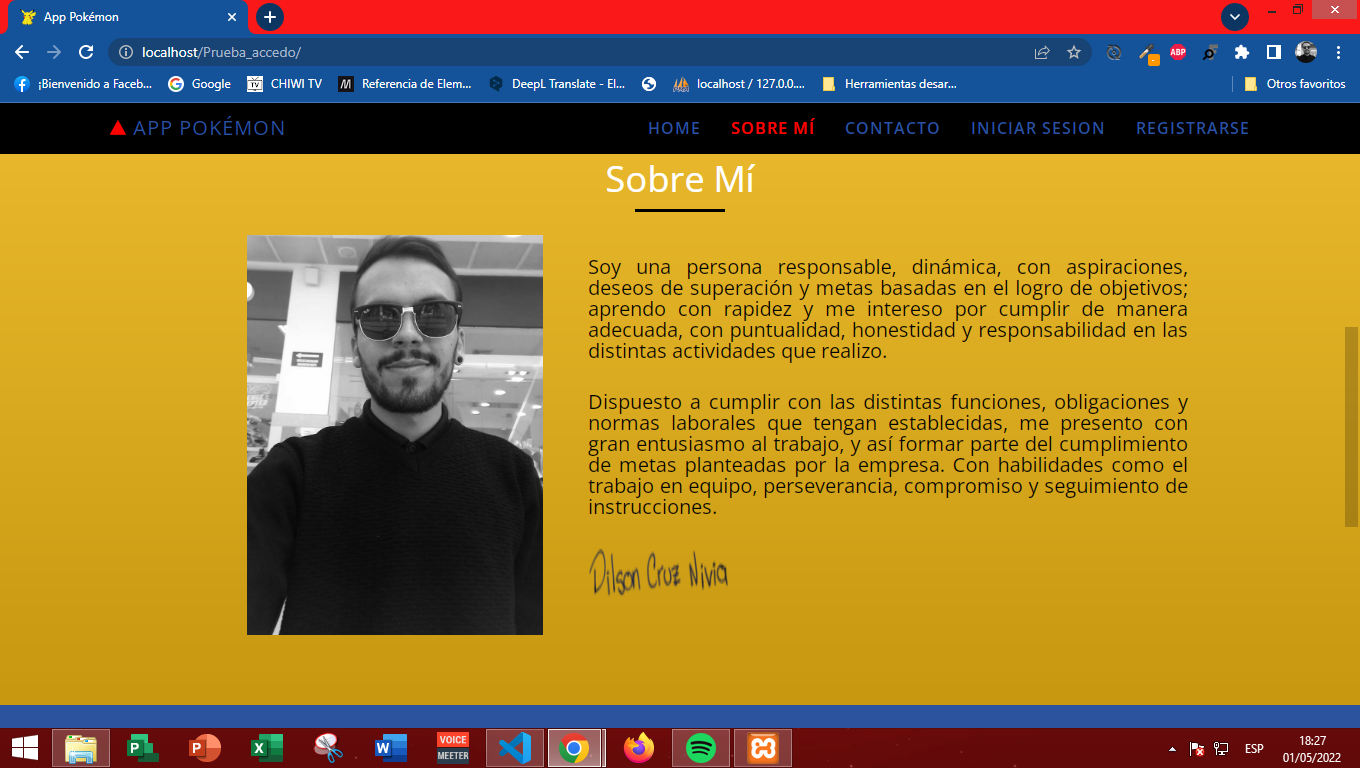 App Pokémon
localhost/Prueba_accedo/
ABP
¡Bienvenido a Faceb...
Google
TV
CHIWI TV
M
Referencia de Elem...
DeepL Translate - El...
localhost / 127.0.0....
Herramientas desar...
Otros favoritos
APP POKÉMON
HOME
SOBRE MÍ
CONTACTO
INICIAR SESION
REGISTRARSE
Sobre Mí
Soy una persona responsable, dinámica, con aspiraciones,
deseos de superación y metas basadas en el logro de objetivos;
aprendo con rapidez y me intereso por cumplir de manera
adecuada, con puntualidad, honestidad y responsabilidad en las
distintas actividades que realizo.
Dispuesto a cumplir con las distintas funciones, obligaciones y
normas laborales que tengan establecidas, me presento con
gran entusiasmo al trabajo, y así formar parte del cumplimiento
de metas planteadas por la empresa. Con habilidades como el
trabajo en equipo, perseverancia, compromiso y seguimiento de
instrucciones.
Dilson Cruz Nivia
P
P
X
W
VOICE
MEETER
ESP
18:27
01/05/2022